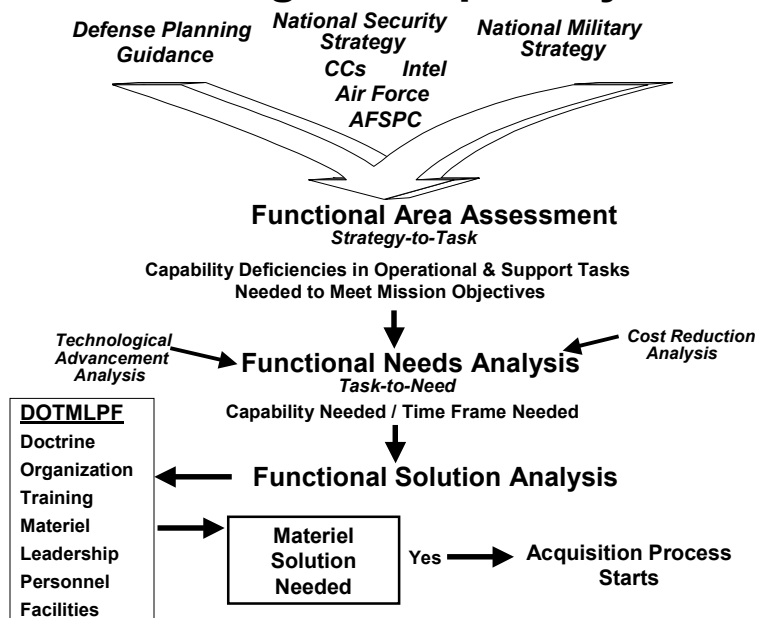 Defense Planning
Guidance
National Security
Strategy
CCs Intel
Air Force
AFSPC
National Military
Strategy
Functional Area Assessment
Strategy-to-Task
Capability Deficiencies in Operational & Support Tasks
Needed to Meet Mission Objectives
Technological
Advancement
Analysis
Cost Reduction
Analysis
Functional Needs Analysis
Task-to-Need
Capability Needed / Time Frame Needed
DOTMLPF
Doctrine
Organization
Training
Materiel
Leadership
Personnel
Facilities
Functional Solution Analysis
Materiel
Solution
Needed
Yes
Acquisition Process
Starts